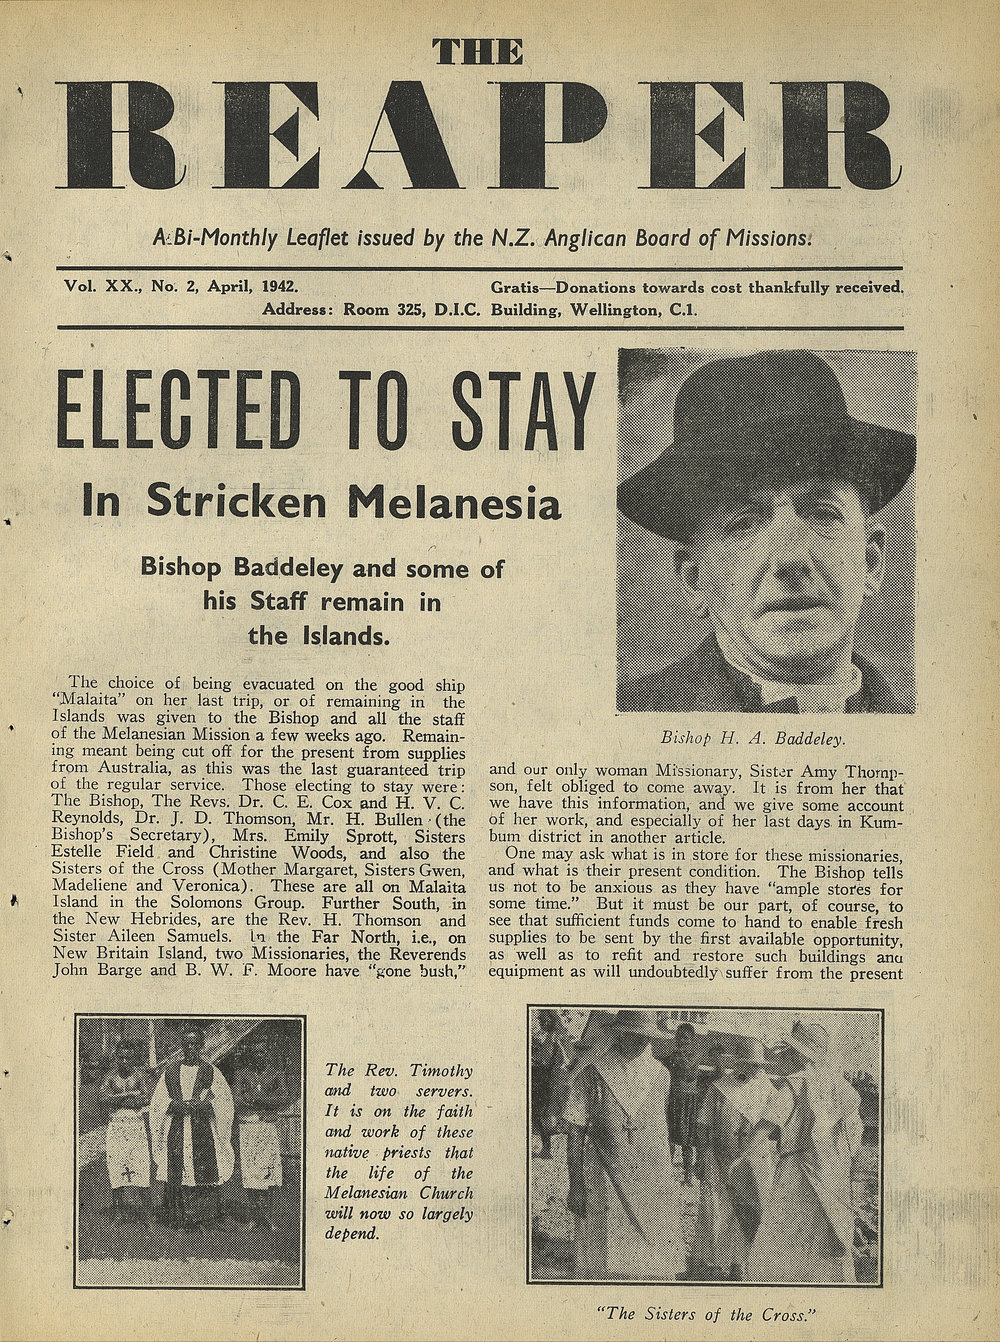 THE
REAPER
A Bi-Monthly Leaflet issued by the N.Z. Anglican Board of Missions.
Vol. XX., No. 2, April, 1942.
Gratis—Donations towards cost thankfully received.
Address: Room 325, D.I.C. Building, Wellington, C.1.
ELECTED TO STAY
In Stricken Melanesia
Bishop Baddeley and some of
his Staff remain in
the Islands.
The choice of being evacuated on the good ship
"Malaita" on her last trip, or of remaining in the
Islands was given to the Bishop and all the staff
of the Melanesian Mission a few weeks ago. Remain-
ing meant being cut off for the present from supplies
from Australia, as this was the last guaranteed trip
of the regular service. Those electing to stay were:
The Bishop, The Revs. Dr. C. E. Cox and H. V. C.
Reynolds, Dr. J. D. Thomson, Mr. H. Bullen (the
Bishop's Secretary), Mrs. Emily Sprott, Sisters
Estelle Field and Christine Woods, and also the
Sisters of the Cross (Mother Margaret, Sisters Gwen,
Madeliene and Veronica). These are all on Malaita
Island in the Solomons Group. Further South, in
the New Hebrides, are the Rev. H. Thomson and
Sister Aileen Samuels. In the Far North, i.e., on
New Britain Island, two Missionaries, the Reverends
John Barge and B. W. F. Moore have "gone bush,"
Bishop H. A. Baddeley.
and our only woman Missionary, Sister Amy Thomp-
son, felt obliged to come away. It is from her that
we have this information, and we give some account
of her work, and especially of her last days in Kum-
bum district in another article.
One may ask what is in store for these missionaries,
and what is their present condition. The Bishop tells
us not to be anxious as they have "ample stores for
some time." But it must be our part, of course, to
see that sufficient funds come to hand to enable fresh
supplies to be sent by the first available opportunity,
as well as to refit and restore such buildings and
equipment as will undoubtedly suffer from the present
The Rev. Timothy
and two servers.
It is on the faith
and work of these
native priests that
the life of the
Melanesian Church
will now so largely
depend.
"The Sisters of the Cross."